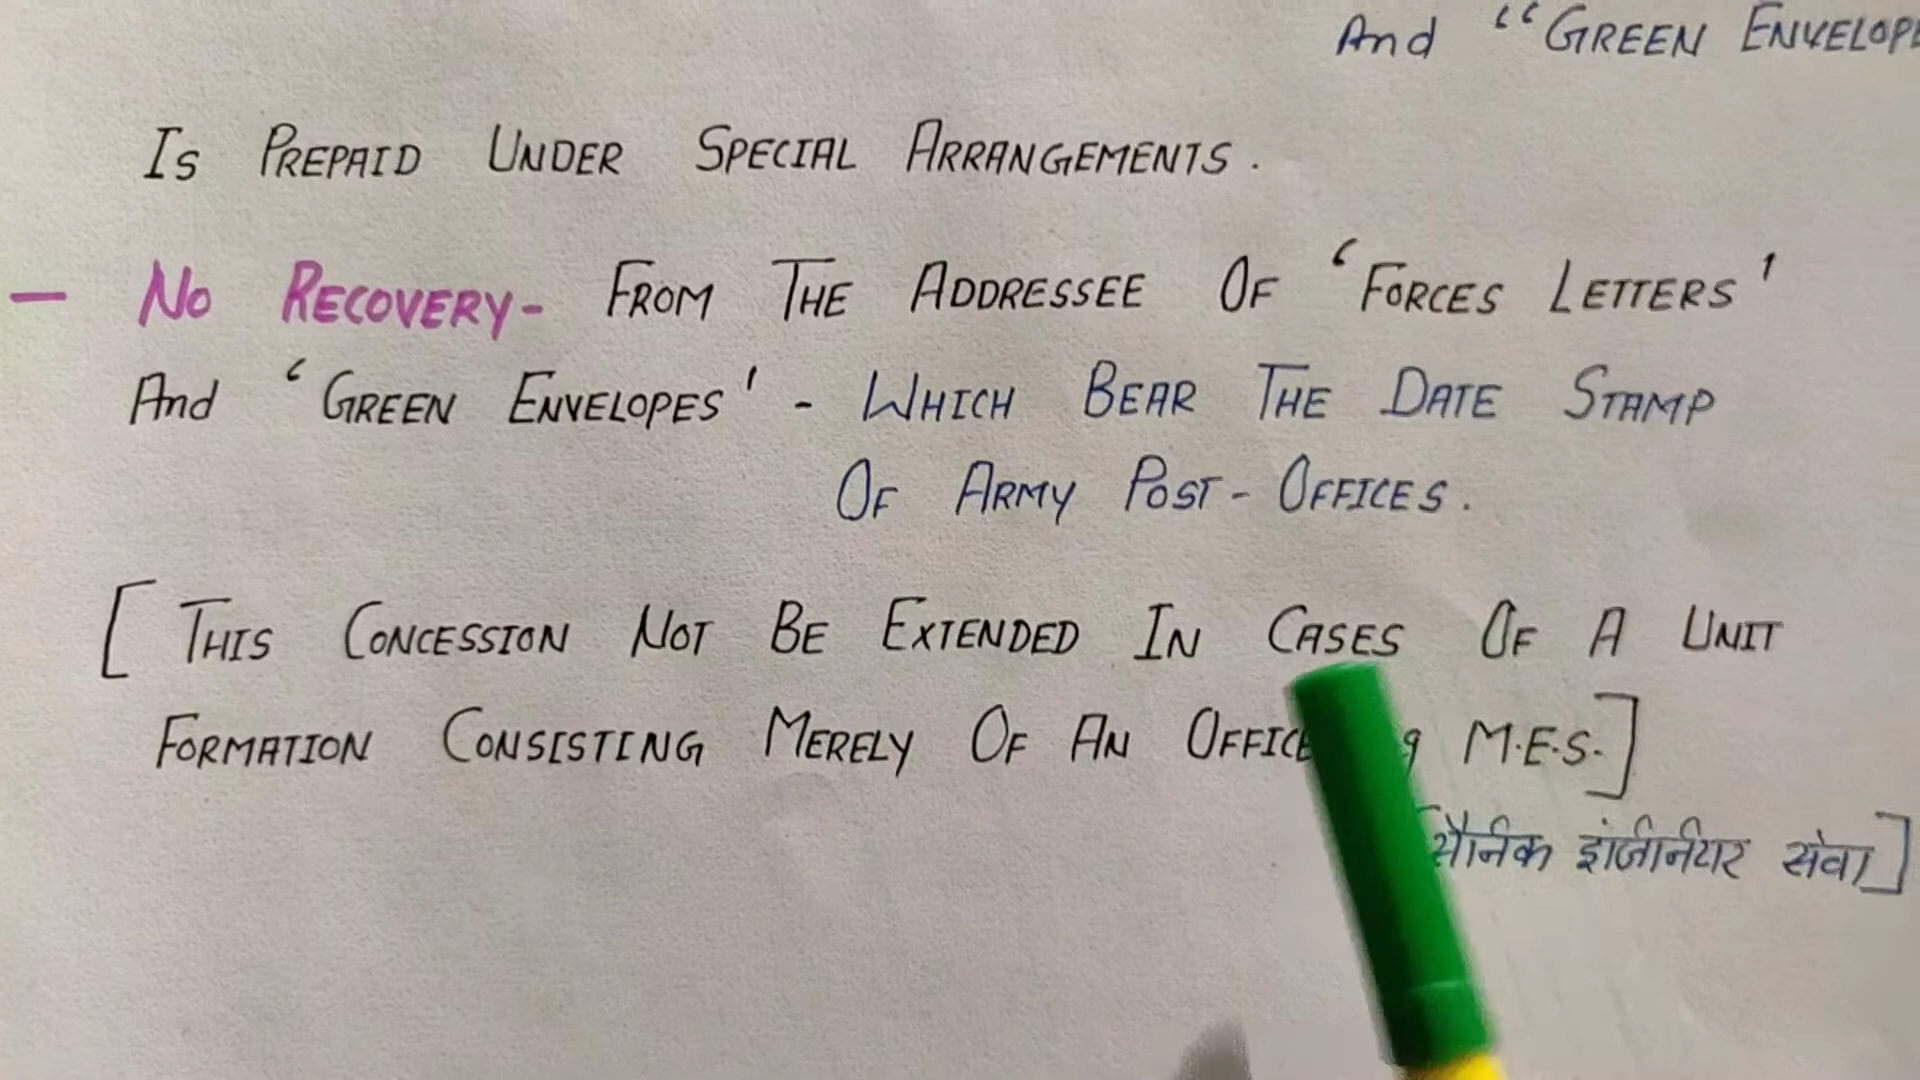 And “GREEN ENVELOPE
Is PREPAID UNDER SPECIAL ARRANGEMENTS.
– No RECOVERY- FROM THE ADDRESSEE OF ‘FORCES LETTERS’
And ‘GREEN ENVELOPES’ - WHICH BEAR THE DATE STAMP
OF ARMY POST-OFFICES.
[THIS CONCESSION NOT BE EXTENDED IN CASES OF A UNIT
FORMATION CONSISTING MERELY OF AN OFFICE M.E.S.]
[सैनिक इंजीनियर सेवा]